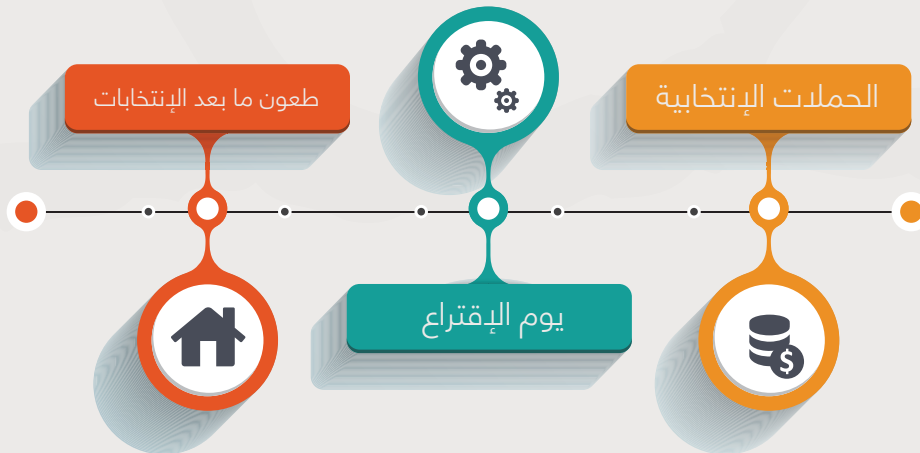 الحملات الإنتخابية
يوم الإقتراع
طعون ما بعد الإنتخابات